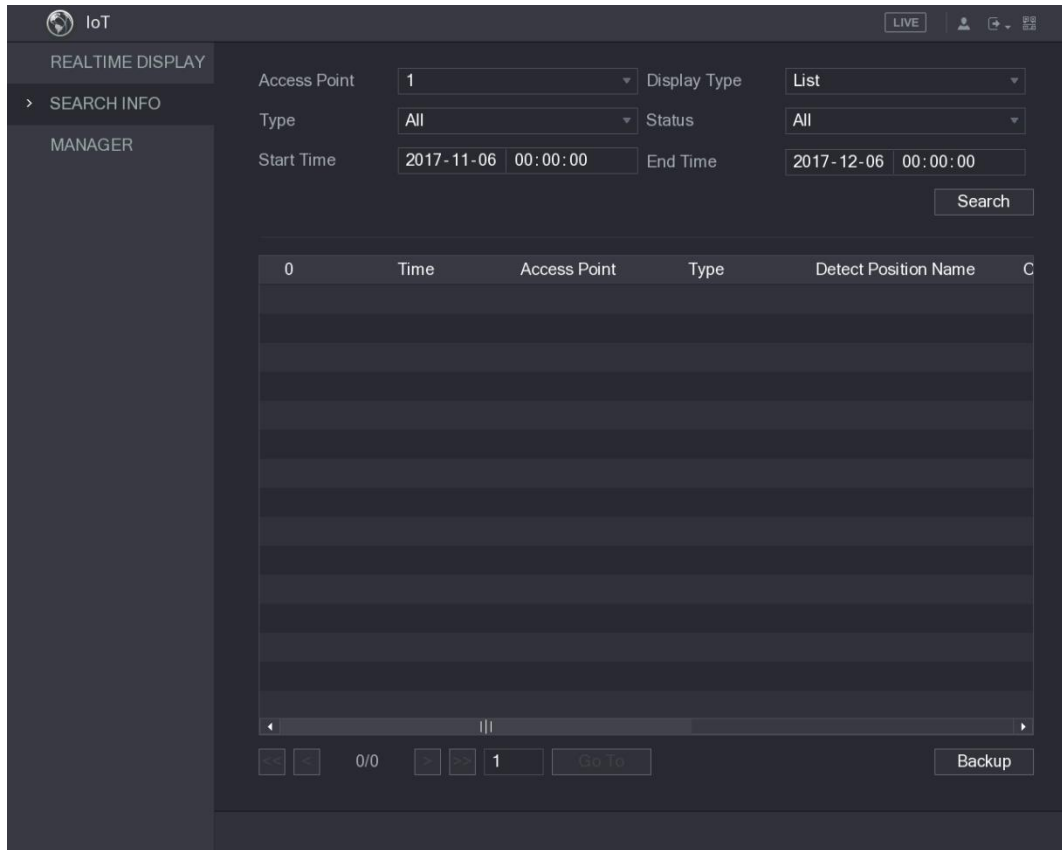 IoT LIVE
REALTIME DISPLAY
Access Point 1 Display Type List
> SEARCH INFO
Type All Status All
MANAGER
Start Time 2017-11-06 00:00:00 End Time 2017-12-06 00:00:00
Search
0 Time Access Point Type Detect Position Name C
<< < 0/0 > >> 1 Go To Backup